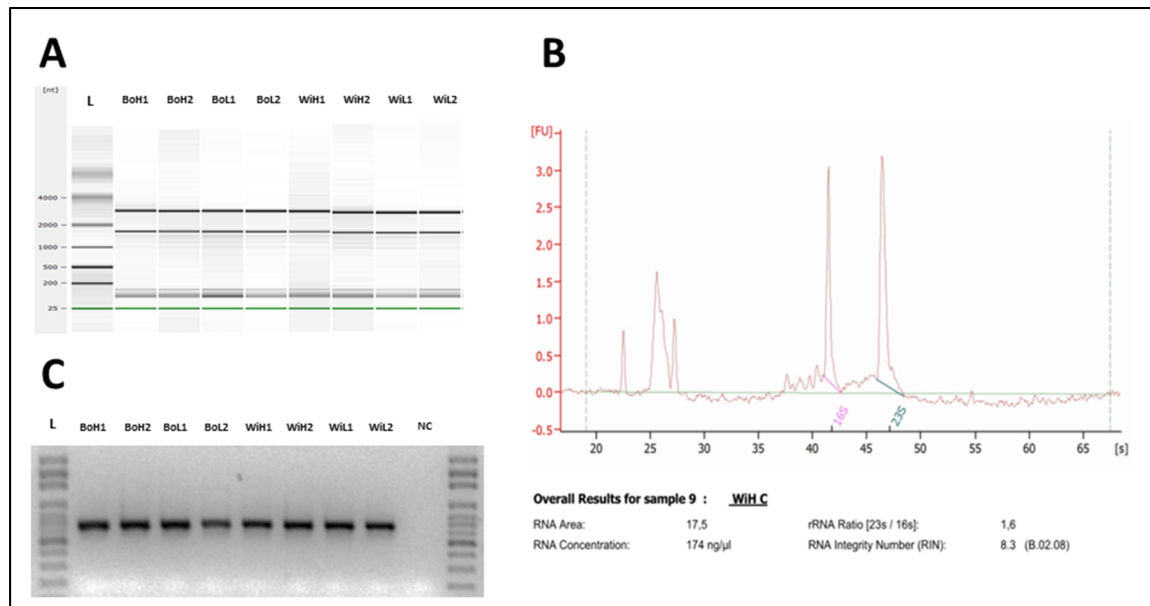 A
[nt] L BoH1 BoH2 BoL1 BoL2 WiH1 WiH2 WiL1 WiL2
4000
2000
1000
500
200
25
B
[FU]
3.0
2.5
2.0
1.5
1.0
0.5
0.0
-0.5
16S
23S
20 25 30 35 40 45 50 55 60 65 [s]
Overall Results for sample 9 : WiH C
RNA Area: 17,5 rRNA Ratio [23s / 16s]: 1,6
RNA Concentration: 174 ng/µl RNA Integrity Number (RIN): 8.3 (B.02.08)
C
L BoH1 BoH2 BoL1 BoL2 WiH1 WiH2 WiL1 WiL2 NC